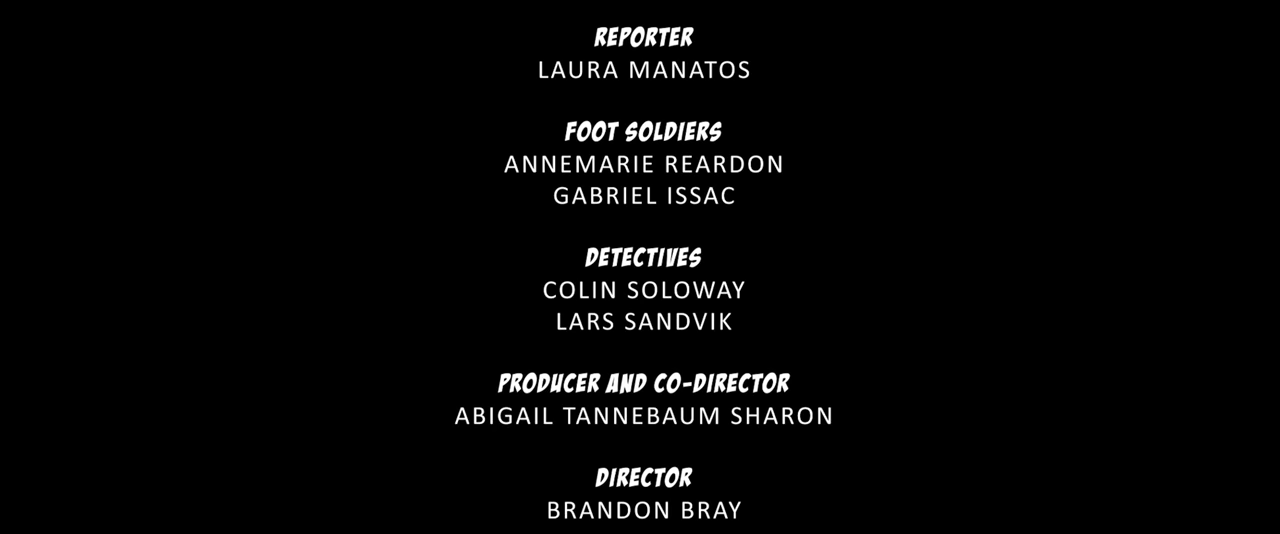 REPORTER
LAURA MANATOS
FOOT SOLDIERS
ANNEMARIE REARDON
GABRIEL ISSAC
DETECTIVES
COLIN SOLOWAY
LARS SANDVIK
PRODUCER AND CO-DIRECTOR
ABIGAIL TANNEBAUM SHARON
DIRECTOR
BRANDON BRAY